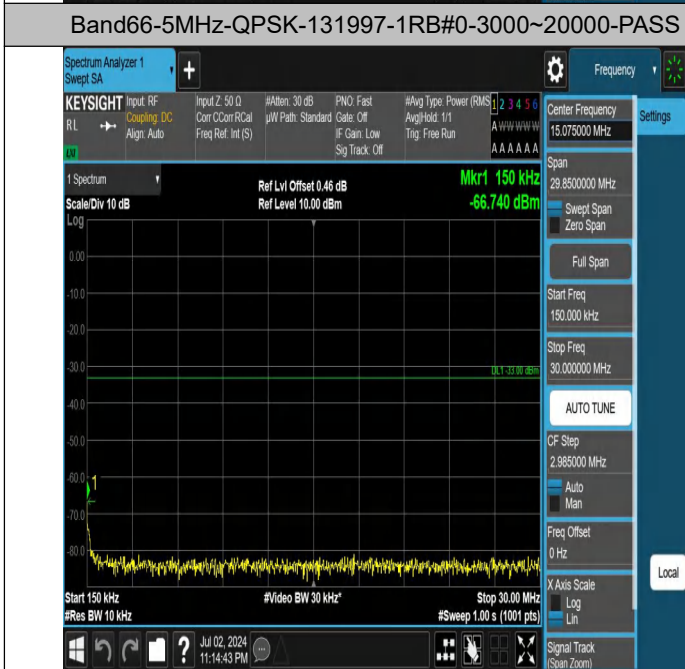 Band66-5MHz-QPSK-131997-1RB#0-3000~20000-PASS
Spectrum Analyzer 1
Swept SA
+
Frequency
KEYSIGHT
RL
Input: RF
Coupling: DC
Align: Auto
Input Z: 50 Ω
Corr CCorr RCal
Freq Ref: Int (S)
#Atten: 30 dB
µW Path: Standard
PNO: Fast
Gate: Off
IF Gain: Low
Sig Track: Off
#Avg Type: Power (RMS
Avg|Hold: 1/1
Trig: Free Run
1 2 3 4 5 6
A W W W W W
A A A A A A
1 Spectrum
Scale/Div 10 dB
Log
Ref Lvl Offset 0.46 dB
Ref Level 10.00 dBm
Mkr1 150 kHz
-66.740 dBm
0.00
-10.0
-20.0
-30.0
DL1 -33.00 dBm
-40.0
-50.0
-60.0
1
-70.0
-80.0
Start 150 kHz
#Res BW 10 kHz
#Video BW 30 kHz*
Stop 30.00 MHz
#Sweep 1.00 s (1001 pts)
Jul 02, 2024
11:14:43 PM
Center Frequency
15.075000 MHz
Settings
Span
29.8500000 MHz
Swept Span
Zero Span
Full Span
Start Freq
150.000 kHz
Stop Freq
30.000000 MHz
AUTO TUNE
CF Step
2.985000 MHz
Auto
Man
Freq Offset
0 Hz
Local
X Axis Scale
Log
Lin
Signal Track
(Span Zoom)